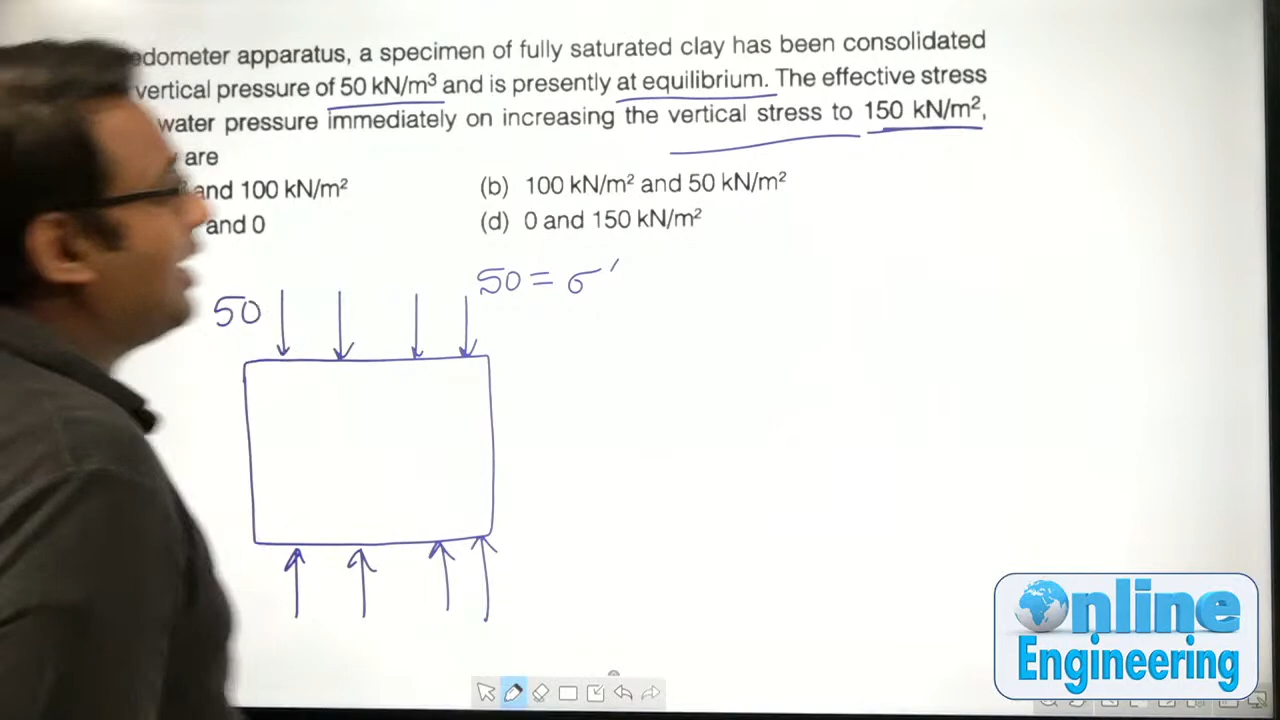 edometer apparatus, a specimen of fully saturated clay has been consolidated
vertical pressure of 50 kN/m³ and is presently at equilibrium. The effective stress
water pressure immediately on increasing the vertical stress to 150 kN/m²,
are
and 100 kN/m² (b) 100 kN/m² and 50 kN/m²
and 0 (d) 0 and 150 kN/m²
50 = σ'
50
Online
Engineering